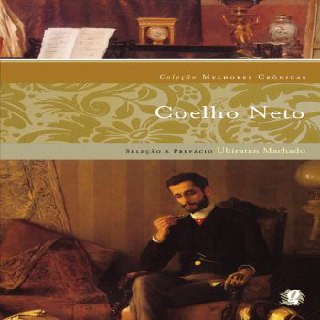 Coleção Melhores Crônicas
Coelho Neto
Seleção e Prefácio Ubiratan Machado